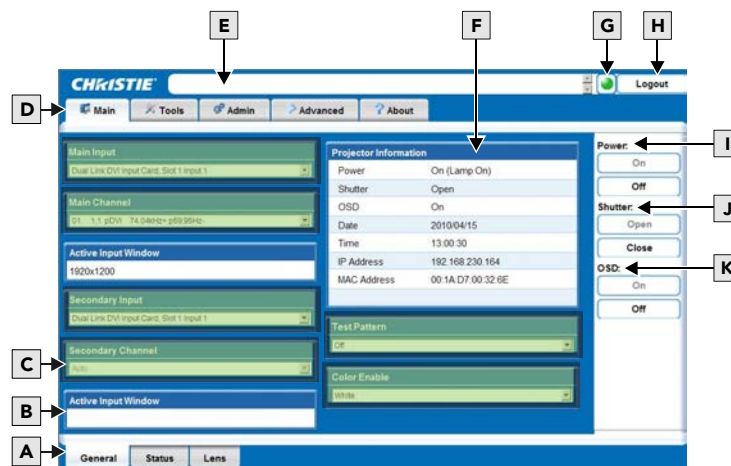 E
F
G
H
CHRISTIE
Logout
D
Main
Tools
Admin
Advanced
About
Main Input
Dual Link DVI Input Card, Slot 1 Input 1
Main Channel
01 1.1 pDVI 74.04kHz+ p59.95Hz-
Active Input Window
1920x1200
Secondary Input
Dual Link DVI Input Card, Slot 1 Input 1
C
Secondary Channel
Auto
B
Active Input Window
Projector Information
Power On (Lamp On)
Shutter Open
OSD On
Date 2010/04/15
Time 13:00:30
IP Address 192.168.230.164
MAC Address 00:1A:D7:00:32:6E
Test Pattern
Off
Color Enable
White
Power:
I
On
Off
Shutter:
J
Open
Close
OSD:
K
On
Off
A
General
Status
Lens